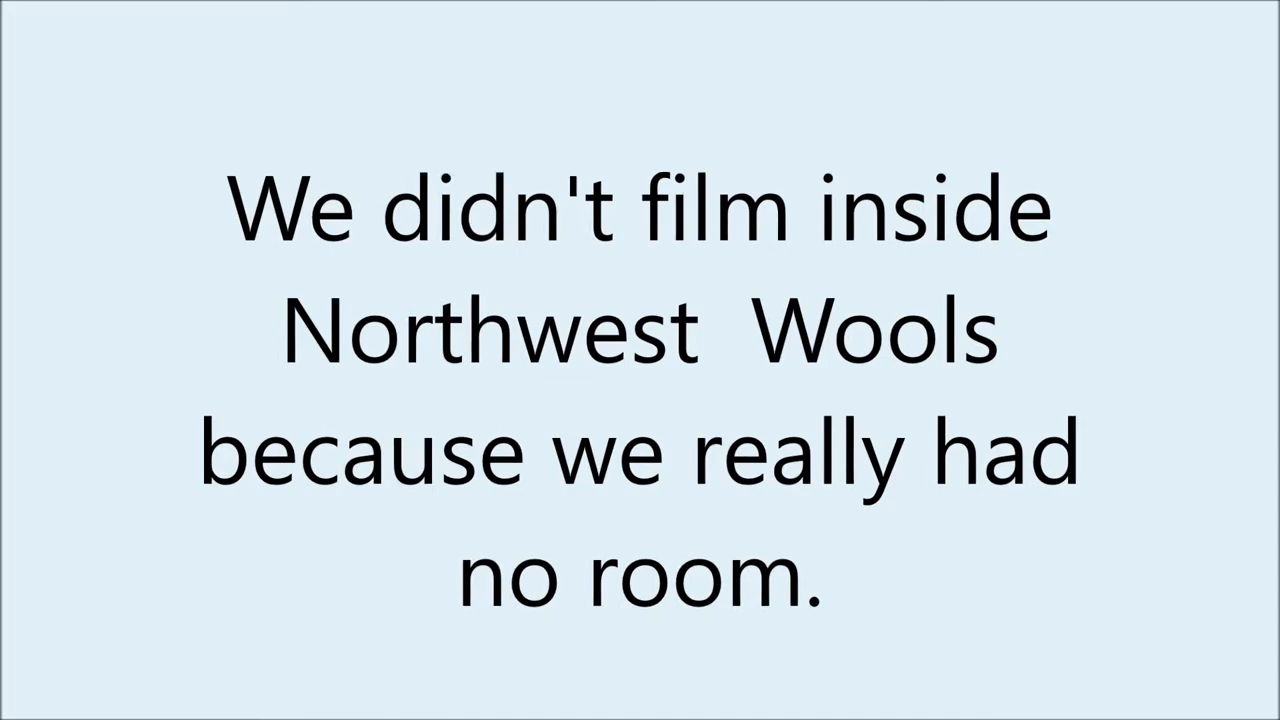 We didn't film inside
Northwest  Wools
because we really had
no room.